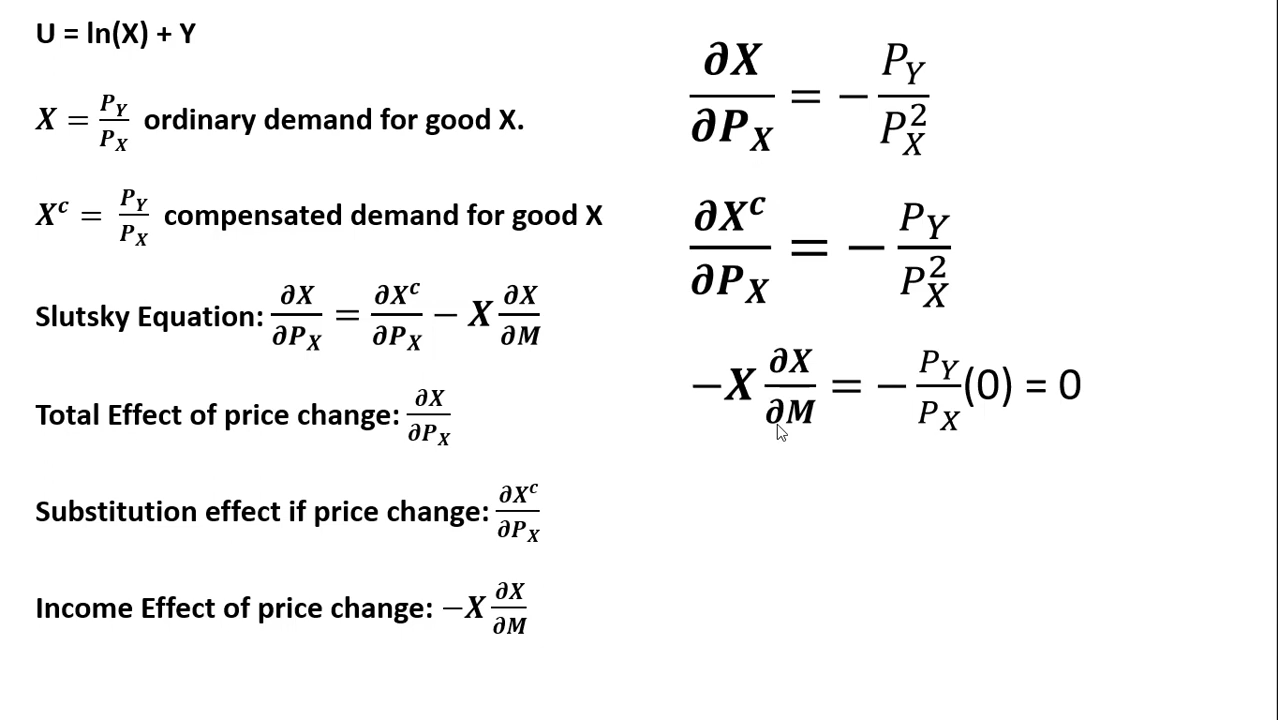 U = ln(X) + Y
X = P_Y / P_X ordinary demand for good X.
X^c = P_Y / P_X compensated demand for good X
Slutsky Equation: ∂X/∂P_X = ∂X^c/∂P_X − X ∂X/∂M
Total Effect of price change: ∂X/∂P_X
Substitution effect if price change: ∂X^c/∂P_X
Income Effect of price change: −X ∂X/∂M
∂X/∂P_X = − P_Y/P_X^2
∂X^c/∂P_X = − P_Y/P_X^2
−X ∂X/∂M = − P_Y/P_X (0) = 0